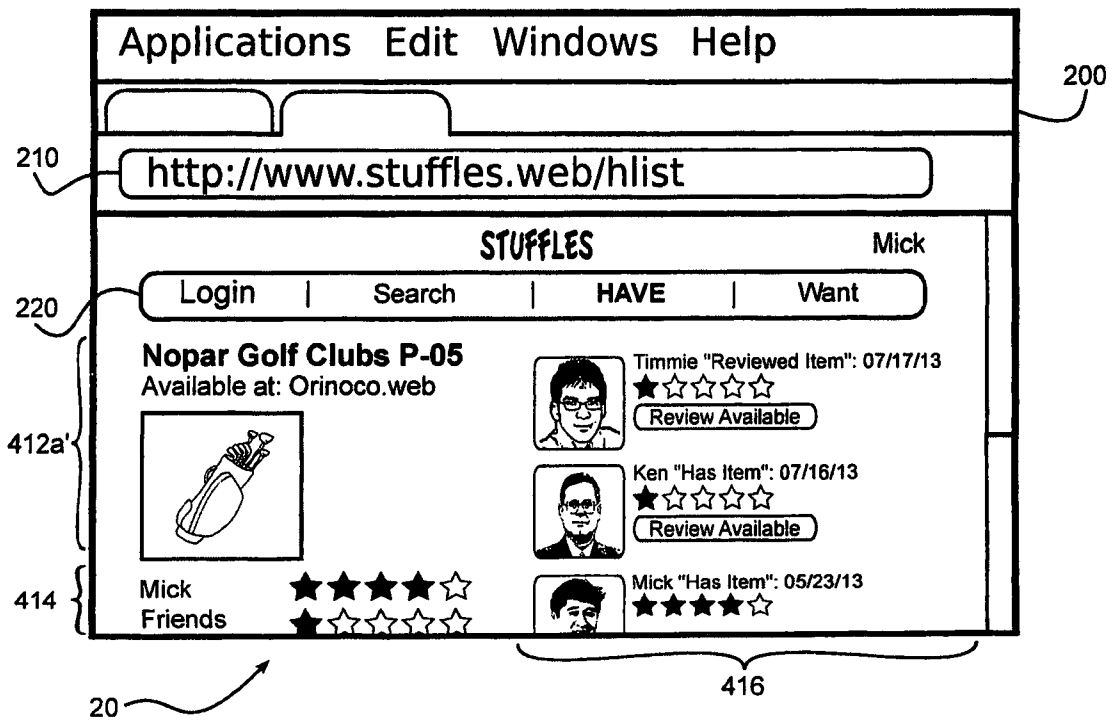 Applications Edit Windows Help
200
210
http://www.stuffles.web/hlist
STUFFLES
Mick
220
Login | Search | HAVE | Want
Nopar Golf Clubs P-05
Available at: Orinoco.web
412a'
Timmie "Reviewed Item": 07/17/13
Review Available
Ken "Has Item": 07/16/13
Review Available
Mick "Has Item": 05/23/13
414
Mick
Friends
416
20